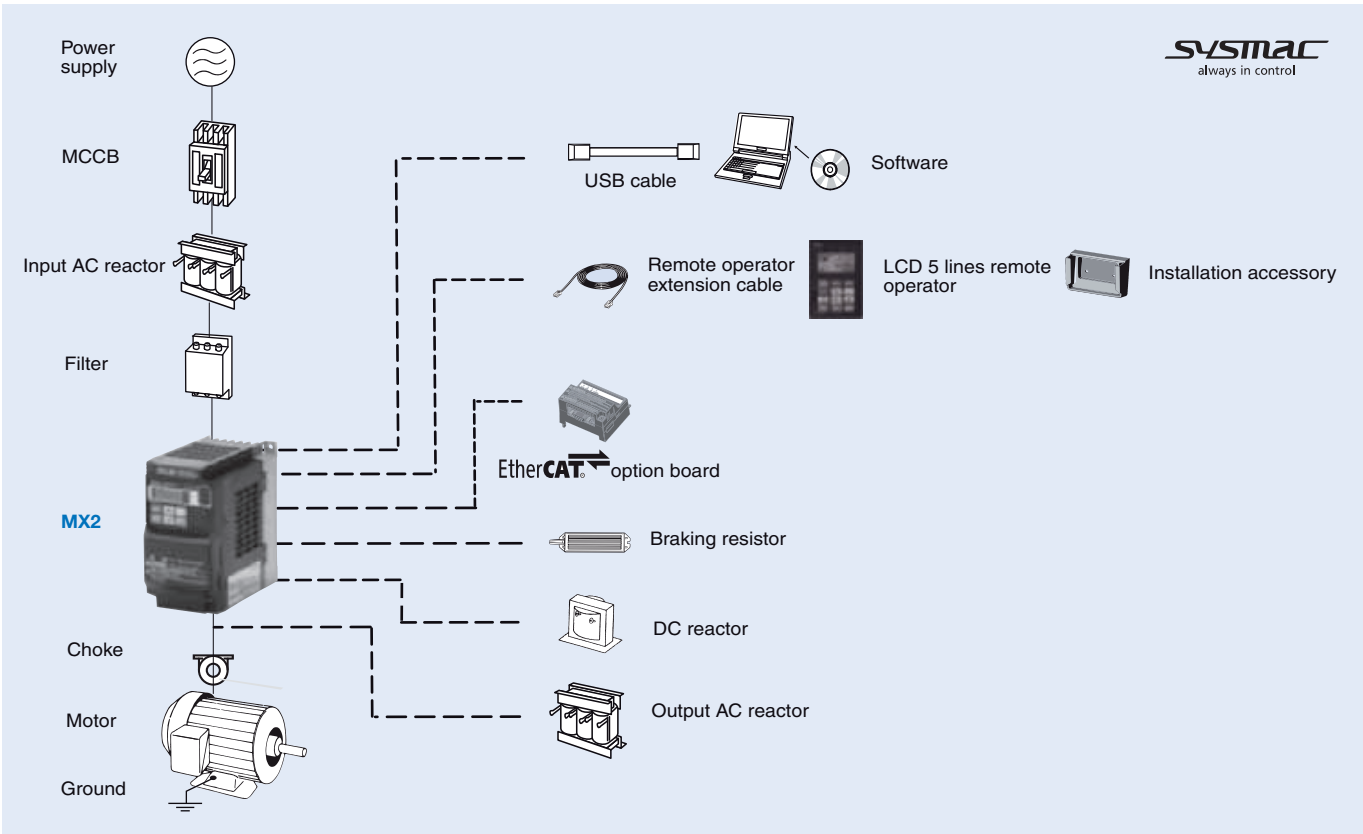 Power
supply
sysmac
always in control
MCCB
USB cable
Software
Input AC reactor
Remote operator
extension cable
LCD 5 lines remote
operator
Installation accessory
Filter
EtherCAT® option board
MX2
Braking resistor
DC reactor
Choke
Motor
Output AC reactor
Ground